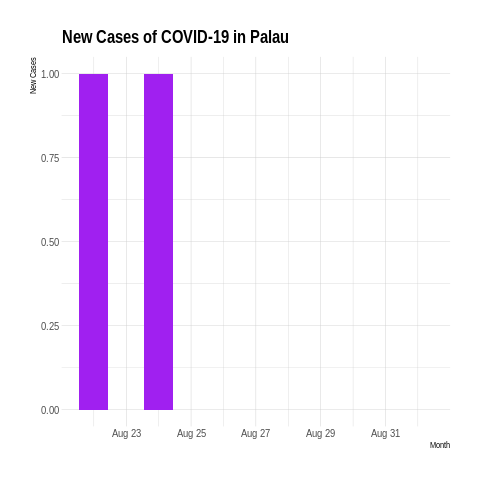 New Cases of COVID-19 in Palau
New Cases
1.00
0.75
0.50
0.25
0.00
Aug 23 Aug 25 Aug 27 Aug 29 Aug 31
Month